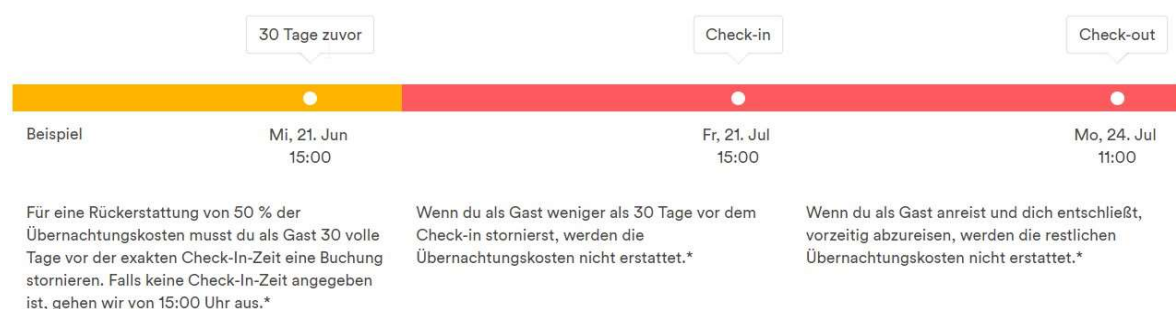 30 Tage zuvor
Check-in
Check-out
Beispiel
Mi, 21. Jun
15:00
Fr, 21. Jul
15:00
Mo, 24. Jul
11:00
Für eine Rückerstattung von 50 % der
Übernachtungskosten musst du als Gast 30 volle
Tage vor der exakten Check-In-Zeit eine Buchung
stornieren. Falls keine Check-In-Zeit angegeben
ist, gehen wir von 15:00 Uhr aus.*
Wenn du als Gast weniger als 30 Tage vor dem
Check-in stornierst, werden die
Übernachtungskosten nicht erstattet.*
Wenn du als Gast anreist und dich entschließt,
vorzeitig abzureisen, werden die restlichen
Übernachtungskosten nicht erstattet.*